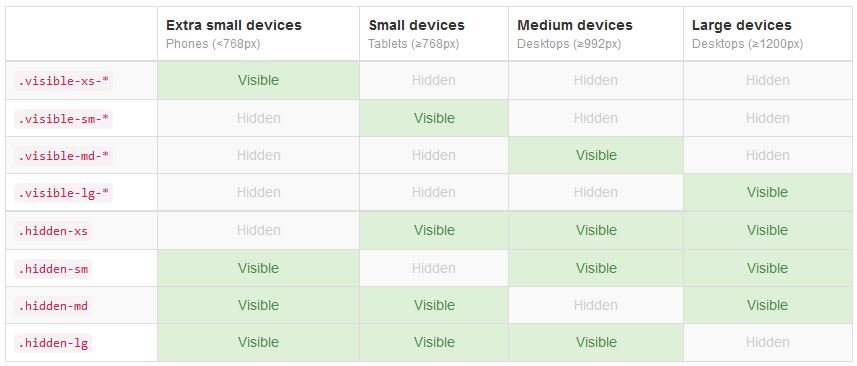 Extra small devices Small devices Medium devices Large devices
Phones (<768px) Tablets (≥768px) Desktops (≥992px) Desktops (≥1200px)
.visible-xs-* Visible Hidden Hidden Hidden
.visible-sm-* Hidden Visible Hidden Hidden
.visible-md-* Hidden Hidden Visible Hidden
.visible-lg-* Hidden Hidden Hidden Visible
.hidden-xs Hidden Visible Visible Visible
.hidden-sm Visible Hidden Visible Visible
.hidden-md Visible Visible Hidden Visible
.hidden-lg Visible Visible Visible Hidden